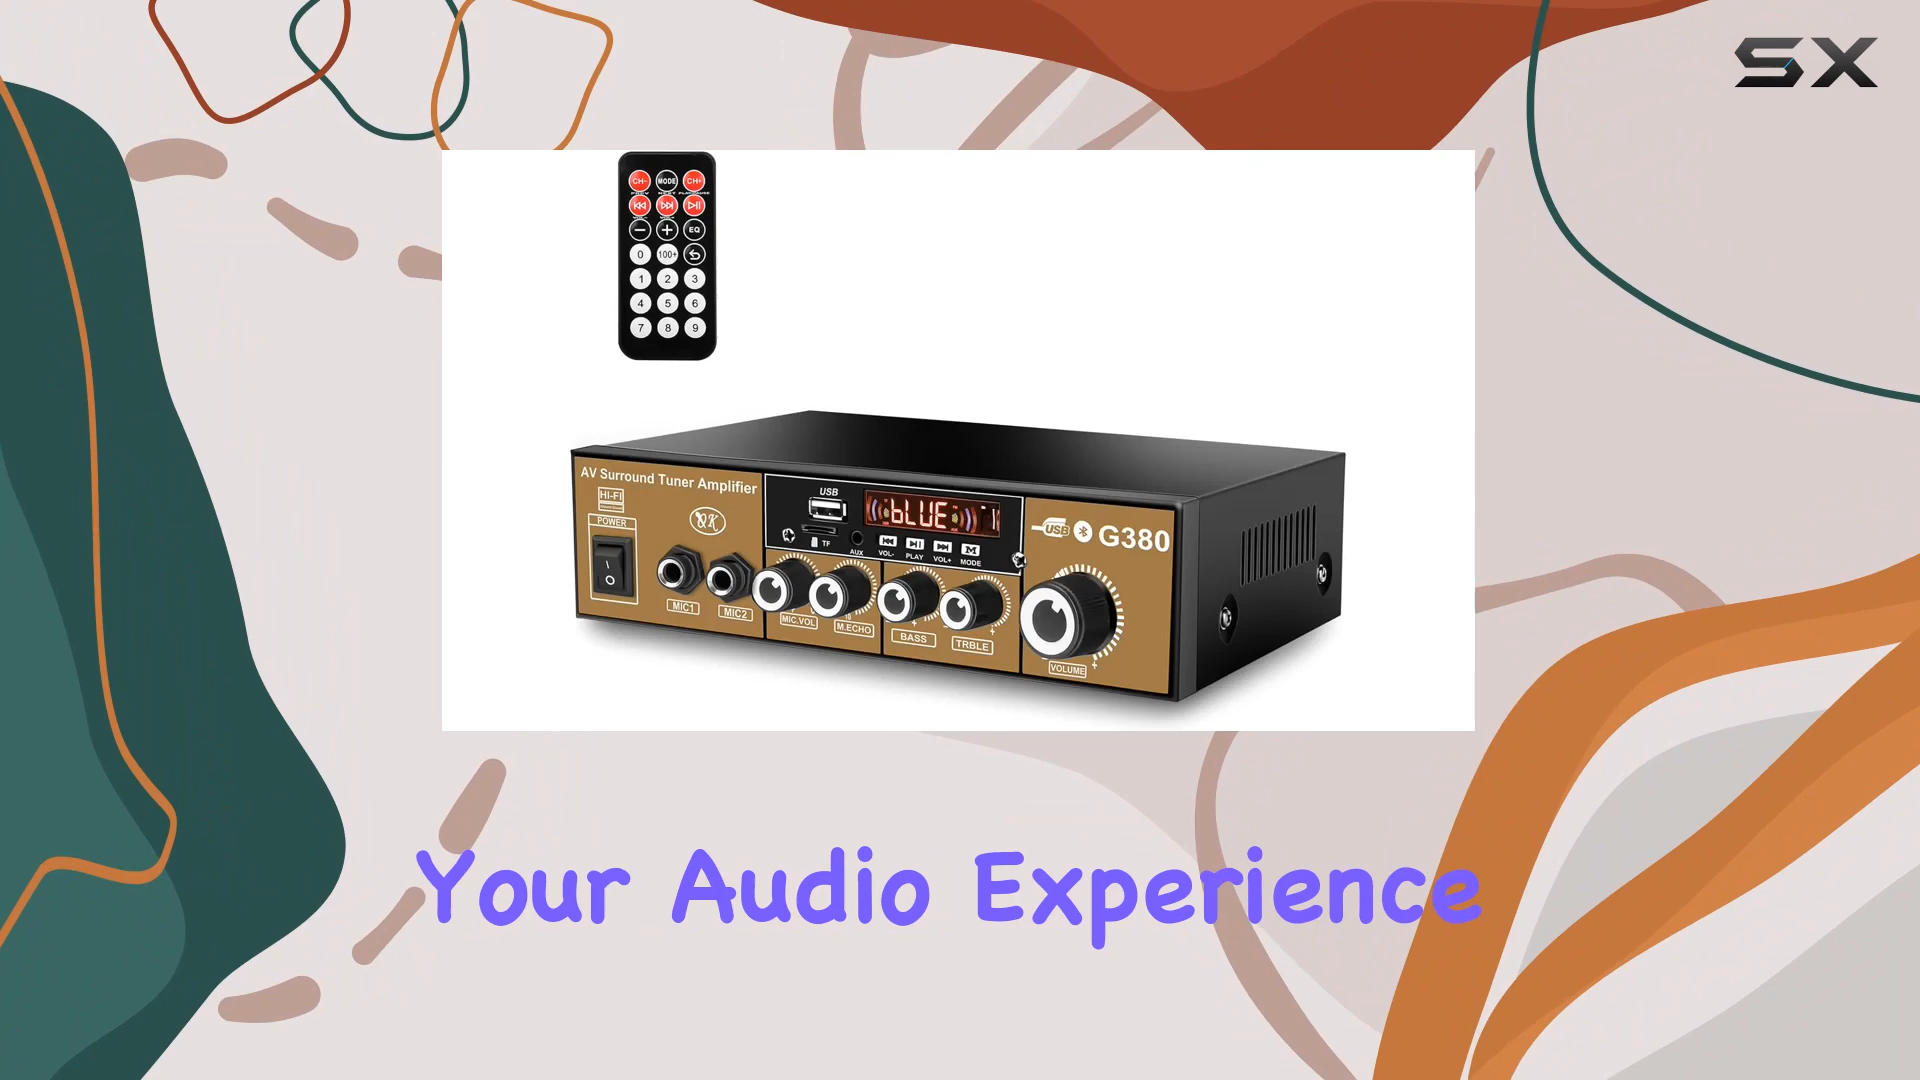 SX
CH-
MODE
CH+
EQ
0
100+
1
2
3
4
5
6
7
8
9
AV Surround Tuner Amplifier
HI-FI
POWER
QK
MIC1
MIC2
USB
TF
AUX
bLUE
VOL-
PLAY
VOL+
M
MODE
MIC.VOL
M.ECHO
BASS
TRBLE
USB
G380
VOLUME
Your Audio Experience